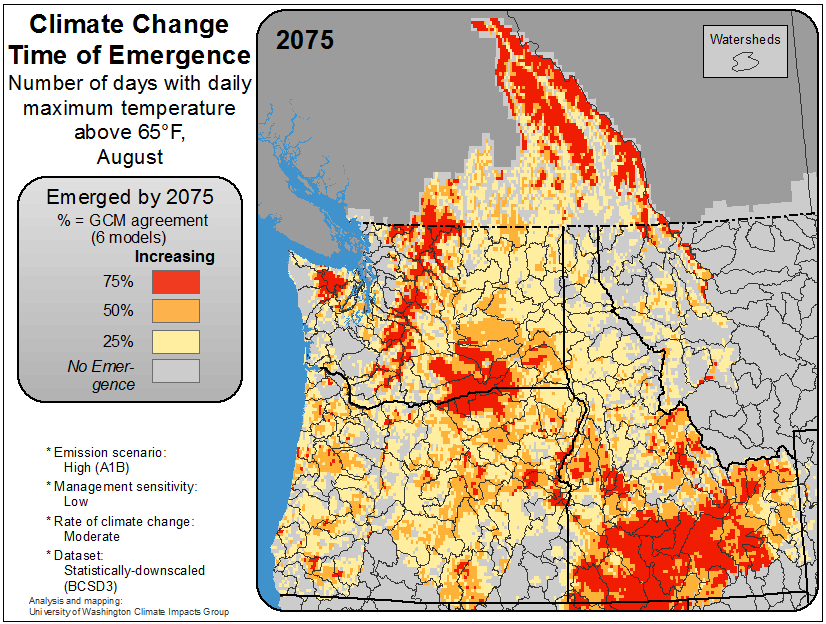 Climate Change
Time of Emergence
Number of days with daily
maximum temperature
above 65°F,
August
Emerged by 2075
% = GCM agreement
(6 models)
Increasing
75%
50%
25%
No Emer-
gence
* Emission scenario:
High (A1B)
* Management sensitivity:
Low
* Rate of climate change:
Moderate
* Dataset:
Statistically-downscaled
(BCSD3)
Analysis and mapping:
University of Washington Climate Impacts Group
2075
Watersheds